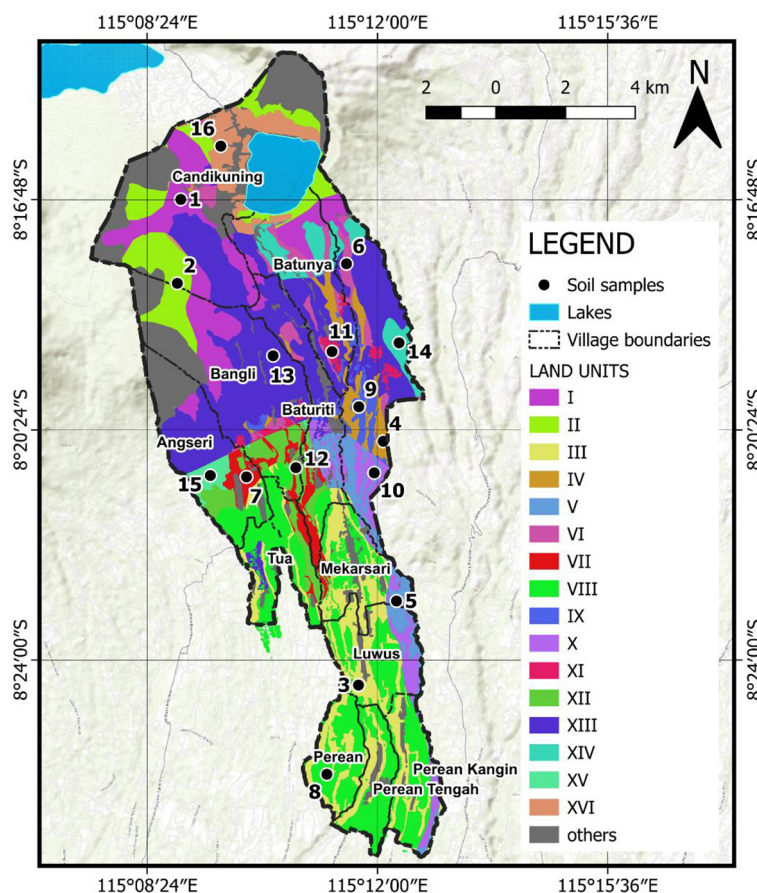 115°08′24″E 115°12′00″E 115°15′36″E
2 0 2 4 km
N
8°16′48″S 8°16′48″S
8°20′24″S 8°20′24″S
8°24′00″S 8°24′00″S
16
Candikuning
1
6
Batunya
2
11
14
Bangli
13
9
Baturiti
4
Angseri
12
15
7
10
Tua
Mekarsari
5
Luwus
3
Perean
Perean Kangin
8
Perean Tengah
LEGEND
Soil samples
Lakes
Village boundaries
LAND UNITS
I
II
III
IV
V
VI
VII
VIII
IX
X
XI
XII
XIII
XIV
XV
XVI
others
115°08′24″E 115°12′00″E 115°15′36″E